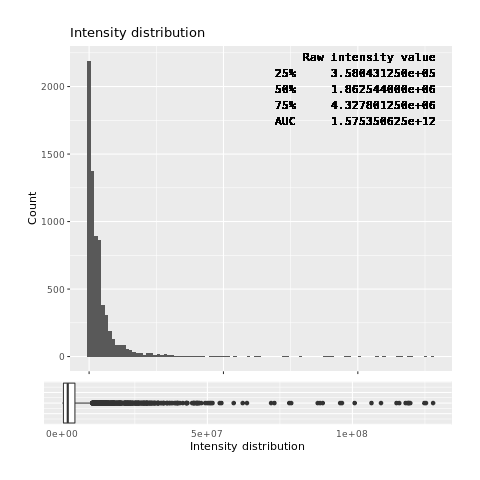 Intensity distribution
Raw intensity value
25% 3.580431250e+05
50% 1.862544000e+06
75% 4.327801250e+06
AUC 1.575350625e+12
2000
1500
1000
500
0
Count
0e+00 5e+07 1e+08
Intensity distribution